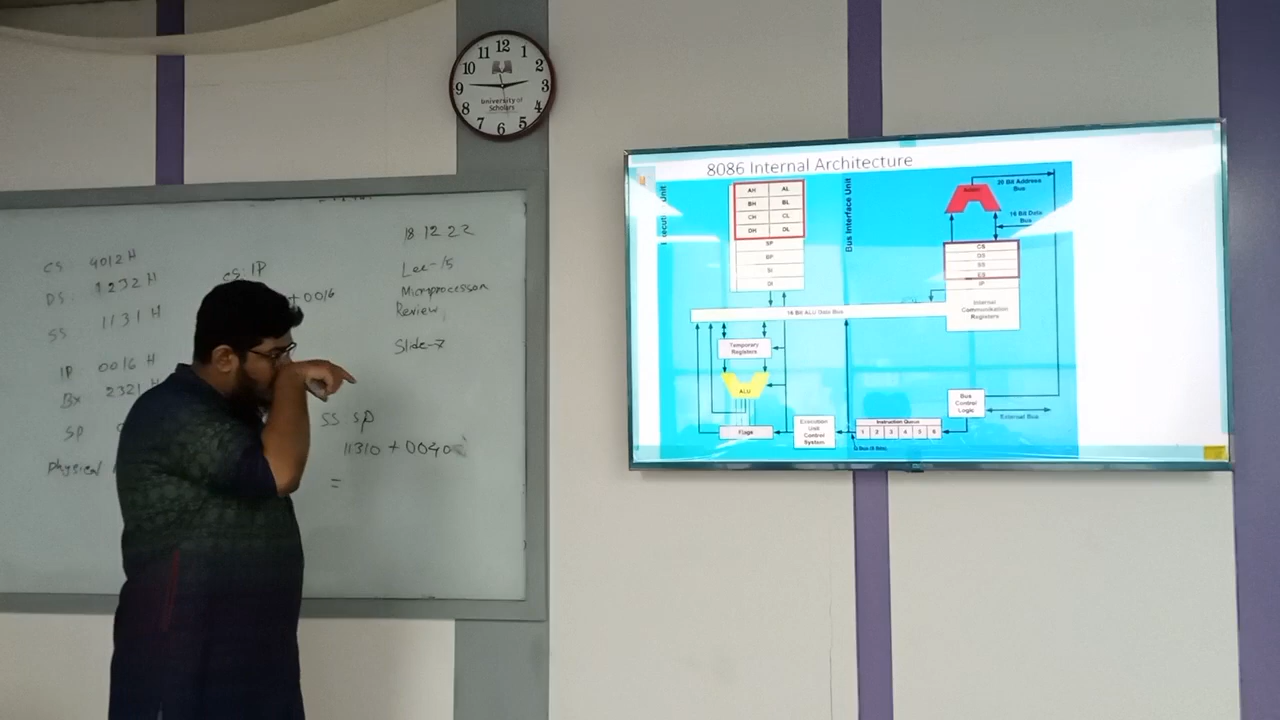 12
11
1
10
2
9
3
8
4
7
6
5
University of
Scholars
CS 4012 H
DS: 1232 H
SS: 1131 H
IP 0016 H
Bx 2321 H
SP
physical
CS: IP
+ 0016
18 12 22
Lec-15
Microprocessor
Review
Slide-7
SS SP
11310 + 0040
=
8086 Internal Architecture
Unit
Bus Interface Unit
AH AL
BH BL
CH CL
DH DL
SP
BP
SI
DI
20 Bit Address
Bus
Adder
16 Bit Data
Bus
CS
DS
SS
ES
IP
Internal
Communication
Registers
16 Bit ALU Data Bus
Temporary
Registers
ALU
Flags
Execution
Unit
Control
System
Instruction Queue
1 2 3 4 5 6
Q Bus (8 Bits)
Bus
Control
Logic
External Bus